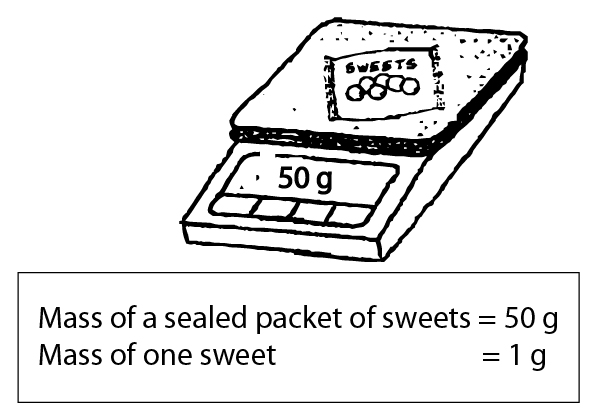 SWEETS
50 g
Mass of a sealed packet of sweets = 50 g
Mass of one sweet = 1 g